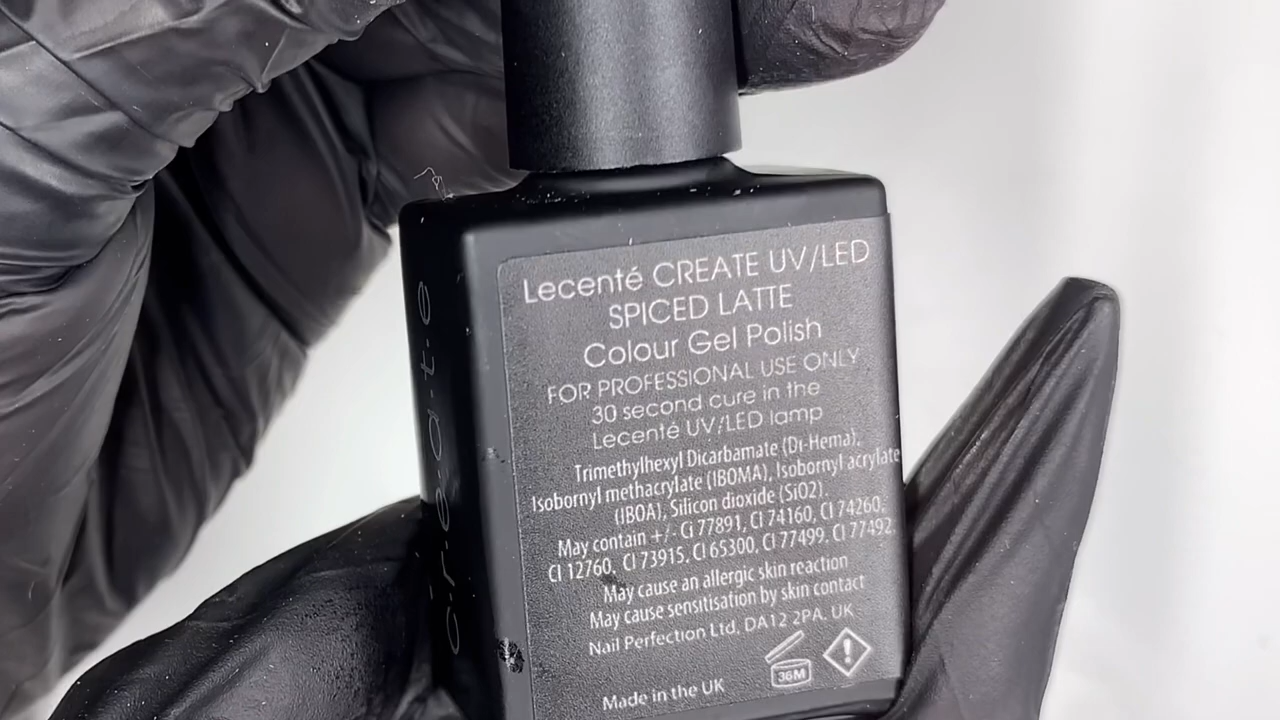 Lecenté CREATE UV/LED
SPICED LATTE
Colour Gel Polish
FOR PROFESSIONAL USE ONLY
30 second cure in the
Lecenté UV/LED lamp
Trimethylhexyl Dicarbamate (Di-Hema),
Isobornyl methacrylate (IBOMA), Isobornyl acrylate
(IBOA), Silicon dioxide (SiO2).
May contain +/- CI 77891, CI 74160, CI 74260,
CI 12760, CI 73915, CI 65300, CI 77499, CI 77492,
May cause an allergic skin reaction
May cause sensitisation by skin contact
Nail Perfection Ltd, DA12 2PA, UK
36M
Made in the UK
c.r.e.a.t.e